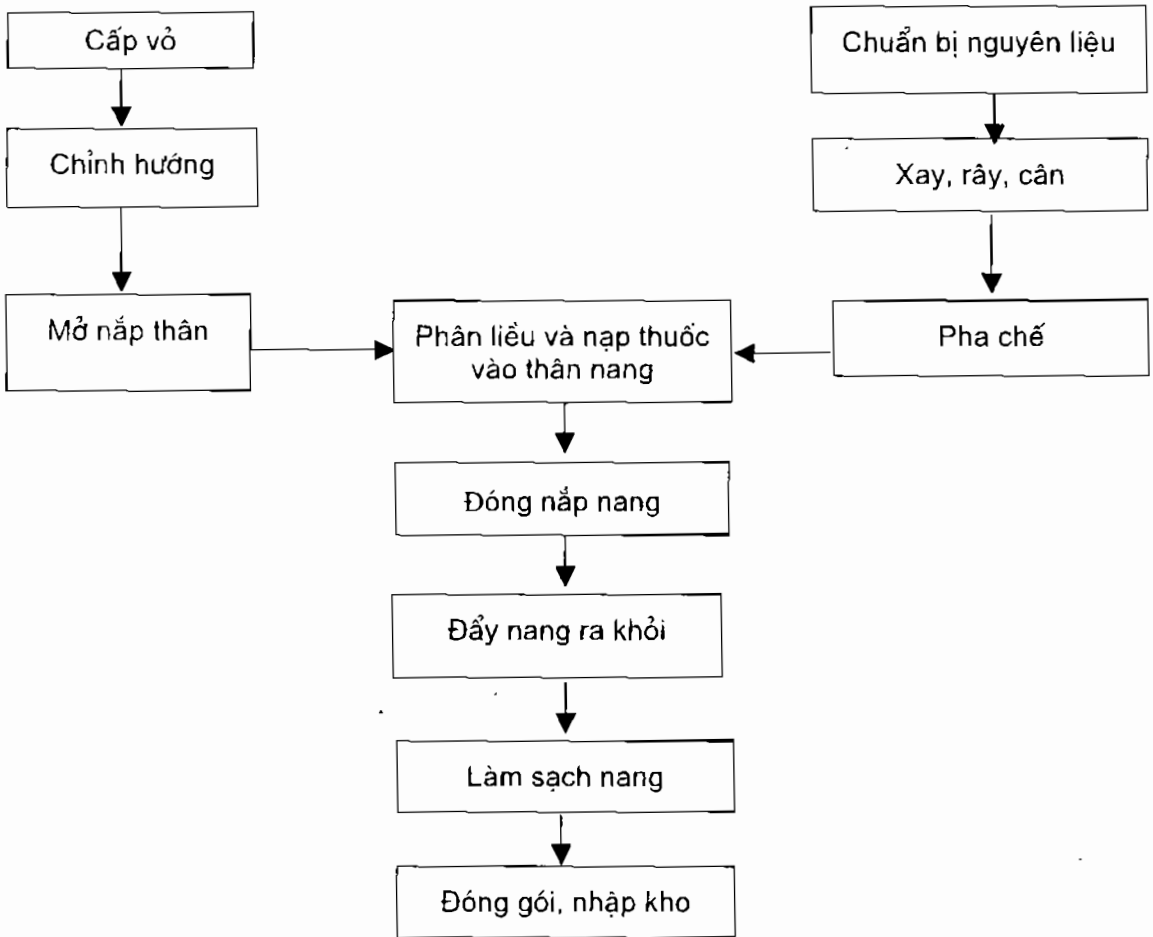 Cấp vỏ
Chỉnh hướng
Mở nắp thân
Chuẩn bị nguyên liệu
Xay, rây, cân
Pha chế
Phân liều và nạp thuốc
vào thân nang
Đóng nắp nang
Đẩy nang ra khỏi
Làm sạch nang
Đóng gói, nhập kho